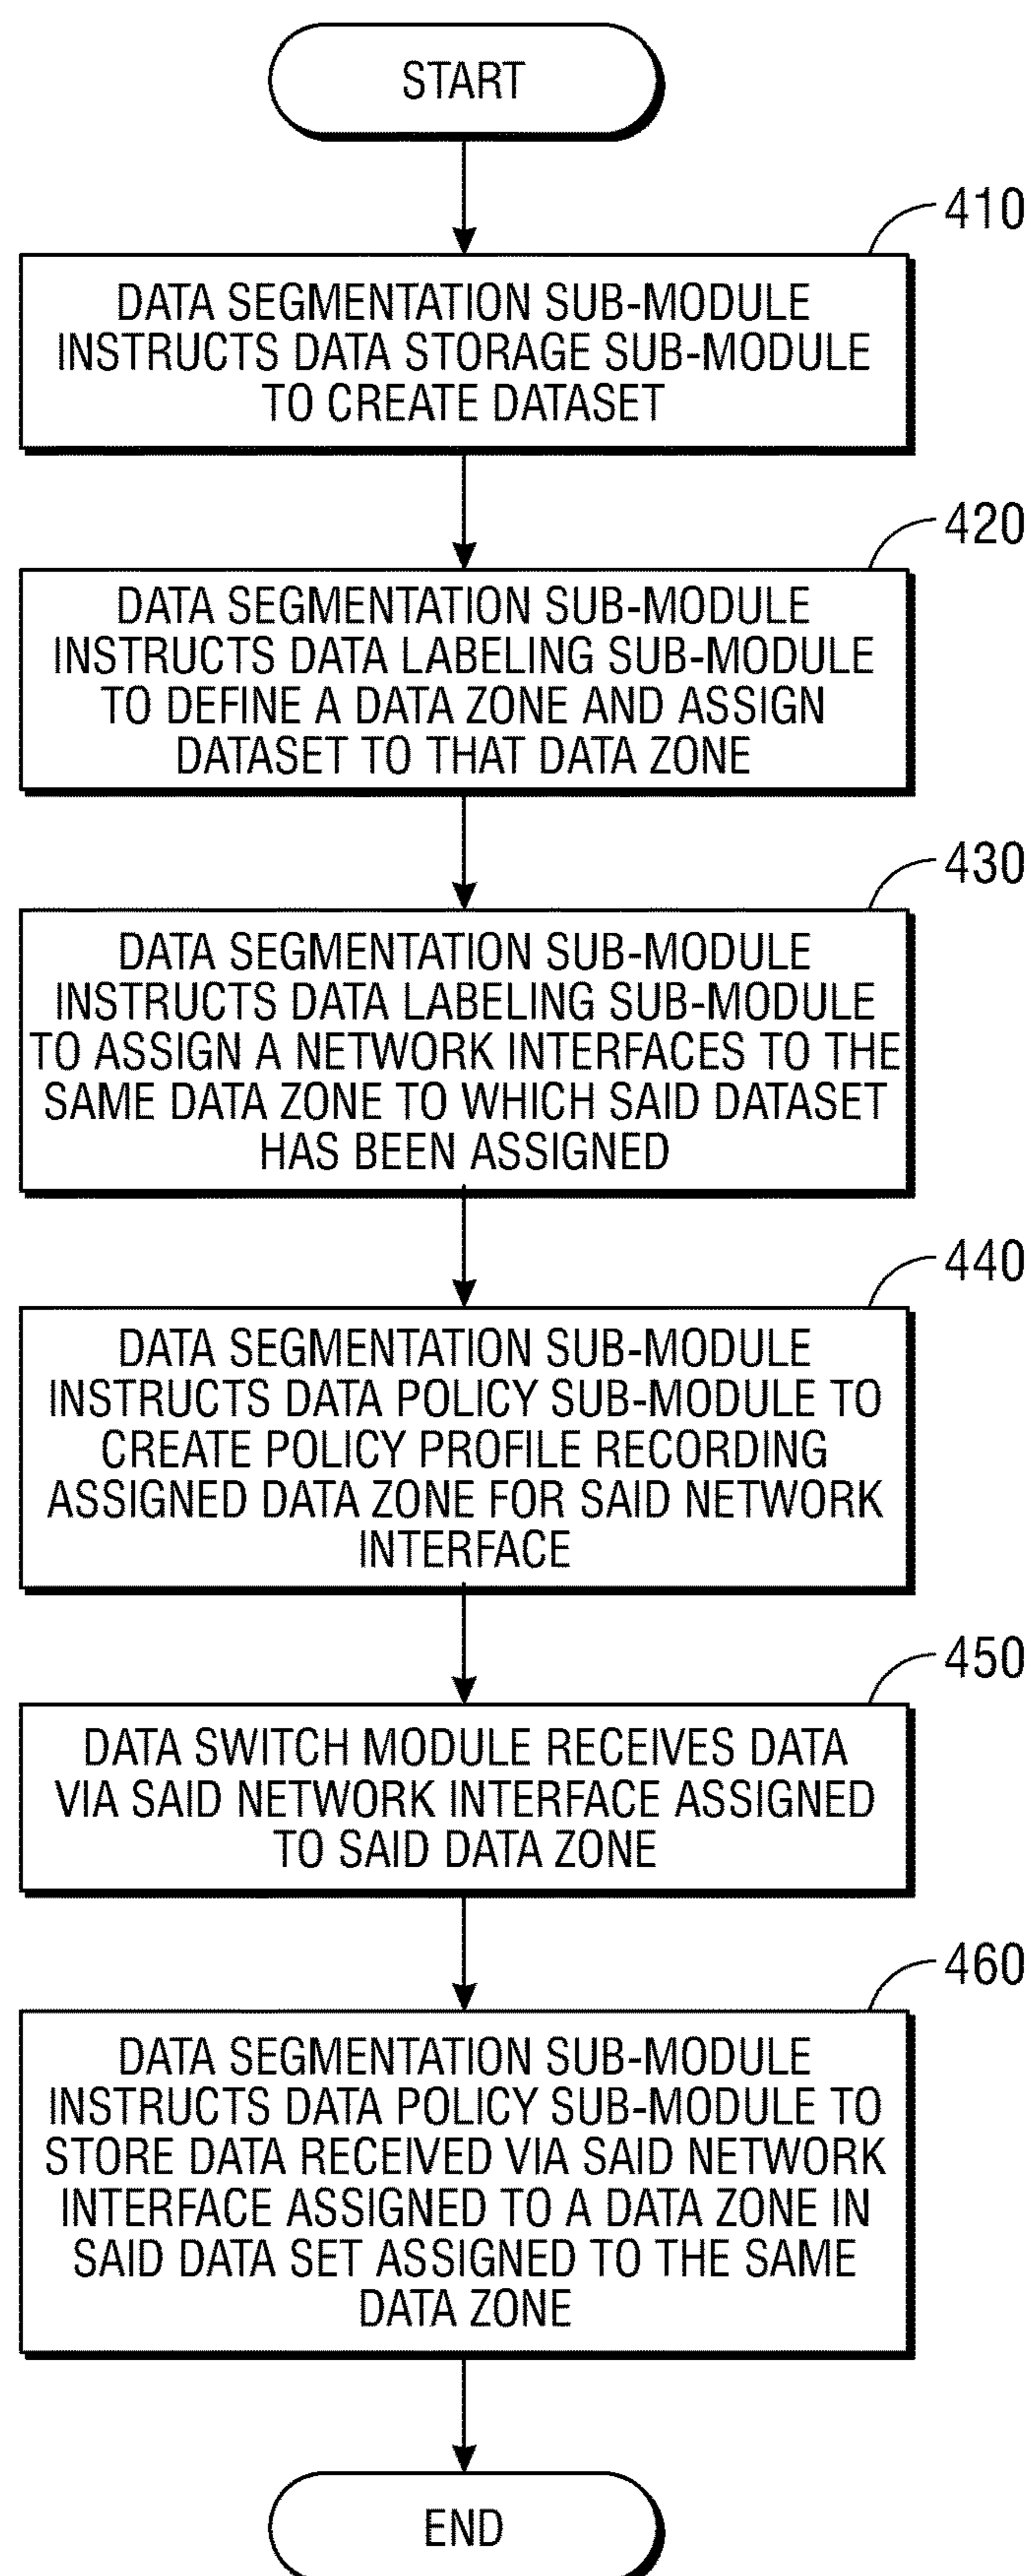 START
410
DATA SEGMENTATION SUB-MODULE
INSTRUCTS DATA STORAGE SUB-MODULE
TO CREATE DATASET
420
DATA SEGMENTATION SUB-MODULE
INSTRUCTS DATA LABELING SUB-MODULE
TO DEFINE A DATA ZONE AND ASSIGN
DATASET TO THAT DATA ZONE
430
DATA SEGMENTATION SUB-MODULE
INSTRUCTS DATA LABELING SUB-MODULE
TO ASSIGN A NETWORK INTERFACES TO THE
SAME DATA ZONE TO WHICH SAID DATASET
HAS BEEN ASSIGNED
440
DATA SEGMENTATION SUB-MODULE
INSTRUCTS DATA POLICY SUB-MODULE TO
CREATE POLICY PROFILE RECORDING
ASSIGNED DATA ZONE FOR SAID NETWORK
INTERFACE
450
DATA SWITCH MODULE RECEIVES DATA
VIA SAID NETWORK INTERFACE ASSIGNED
TO SAID DATA ZONE
460
DATA SEGMENTATION SUB-MODULE
INSTRUCTS DATA POLICY SUB-MODULE TO
STORE DATA RECEIVED VIA SAID NETWORK
INTERFACE ASSIGNED TO A DATA ZONE IN
SAID DATA SET ASSIGNED TO THE SAME
DATA ZONE
END